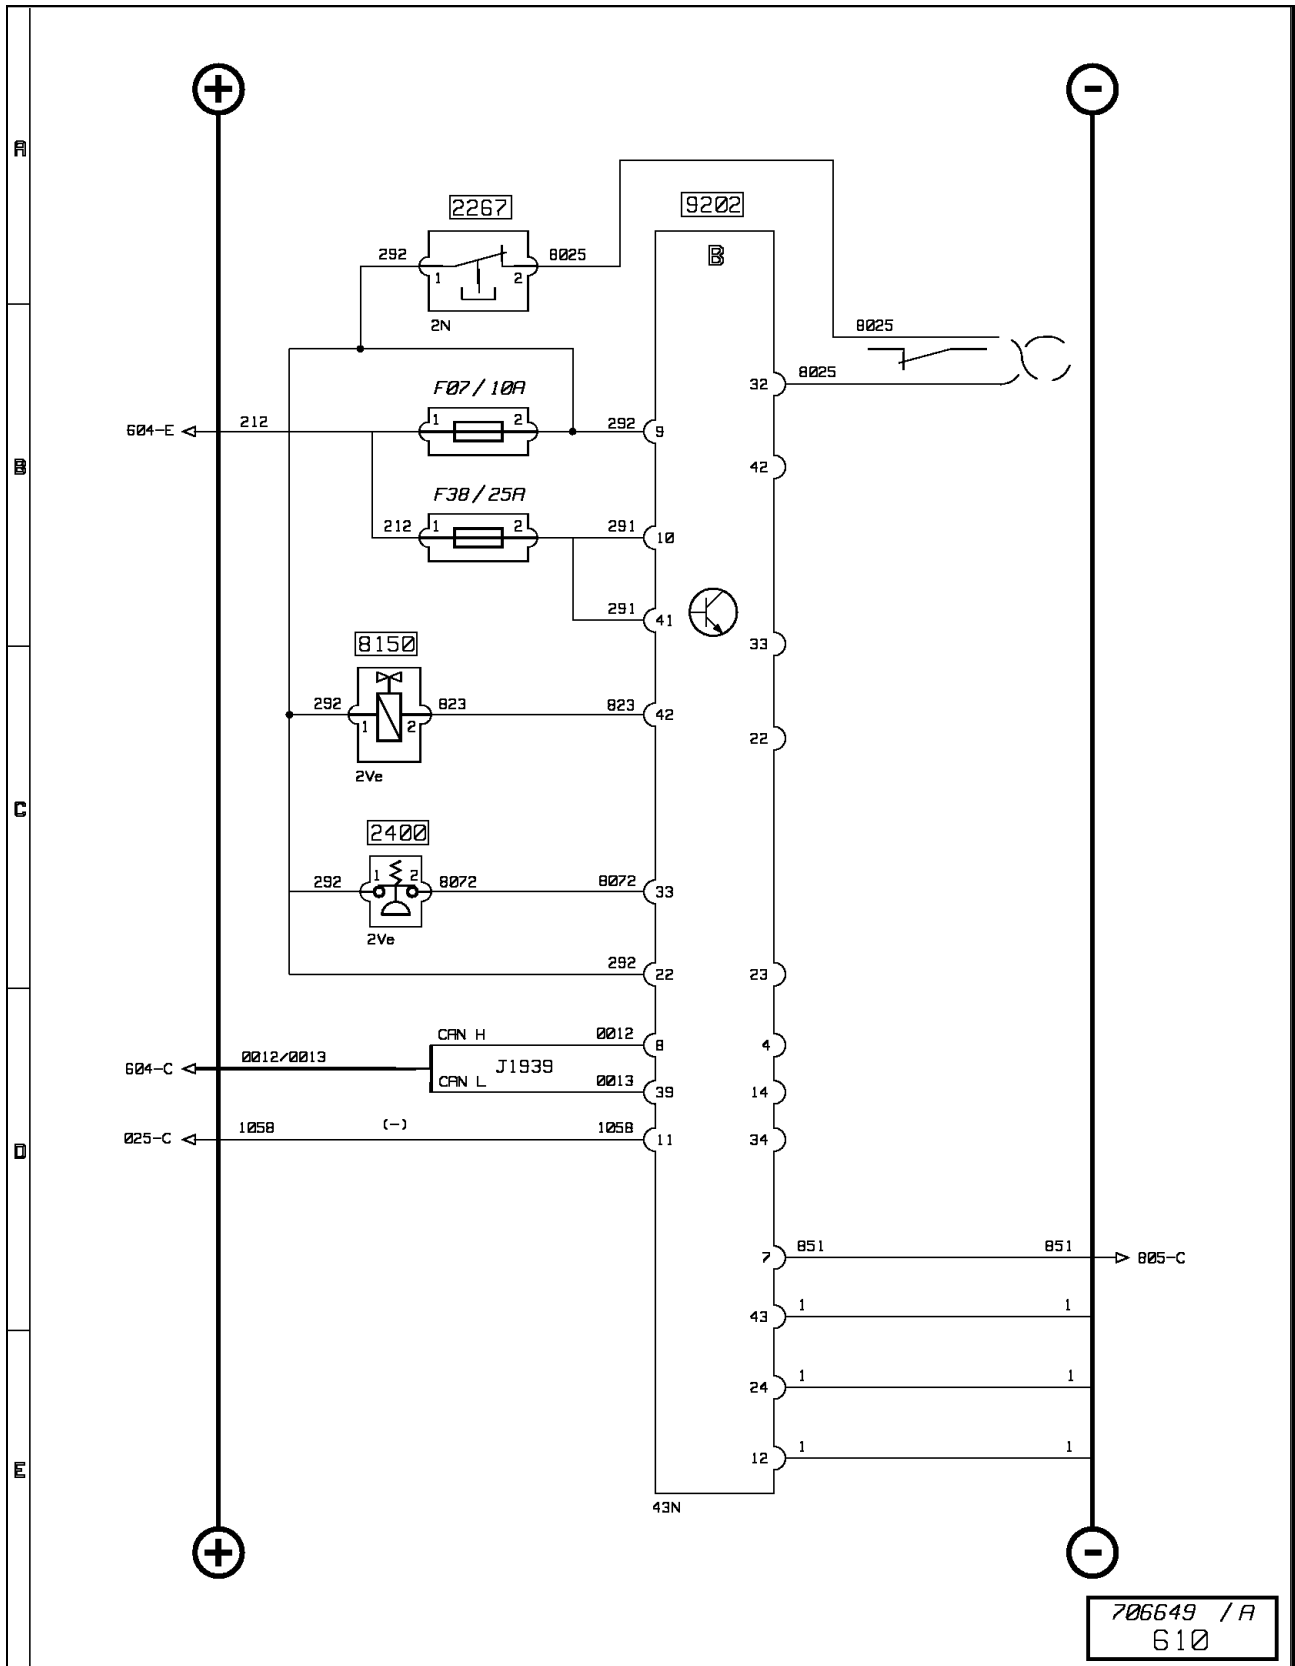 + -
A
2267 9202
292 8025 B
1 2
2N
8025
F07/10A
32 8025
604-E 212 1 2 292 9
B
42
F38/25A
212 1 2 291 10
291 41
8150
33
292 823 823 42
1 2
22
2Ve
C
2400
292 1 2 8072 8072 33
2Ve
292 22 23
CAN H 0012 8 4
604-C 0012/0013 J1939
CAN L 0013 39 14
025-C 1058 (-) 1058 11 34
D
7 851 851 805-C
43 1 1
24 1 1
12 1 1
E
43N
+ -
706649 /A
610